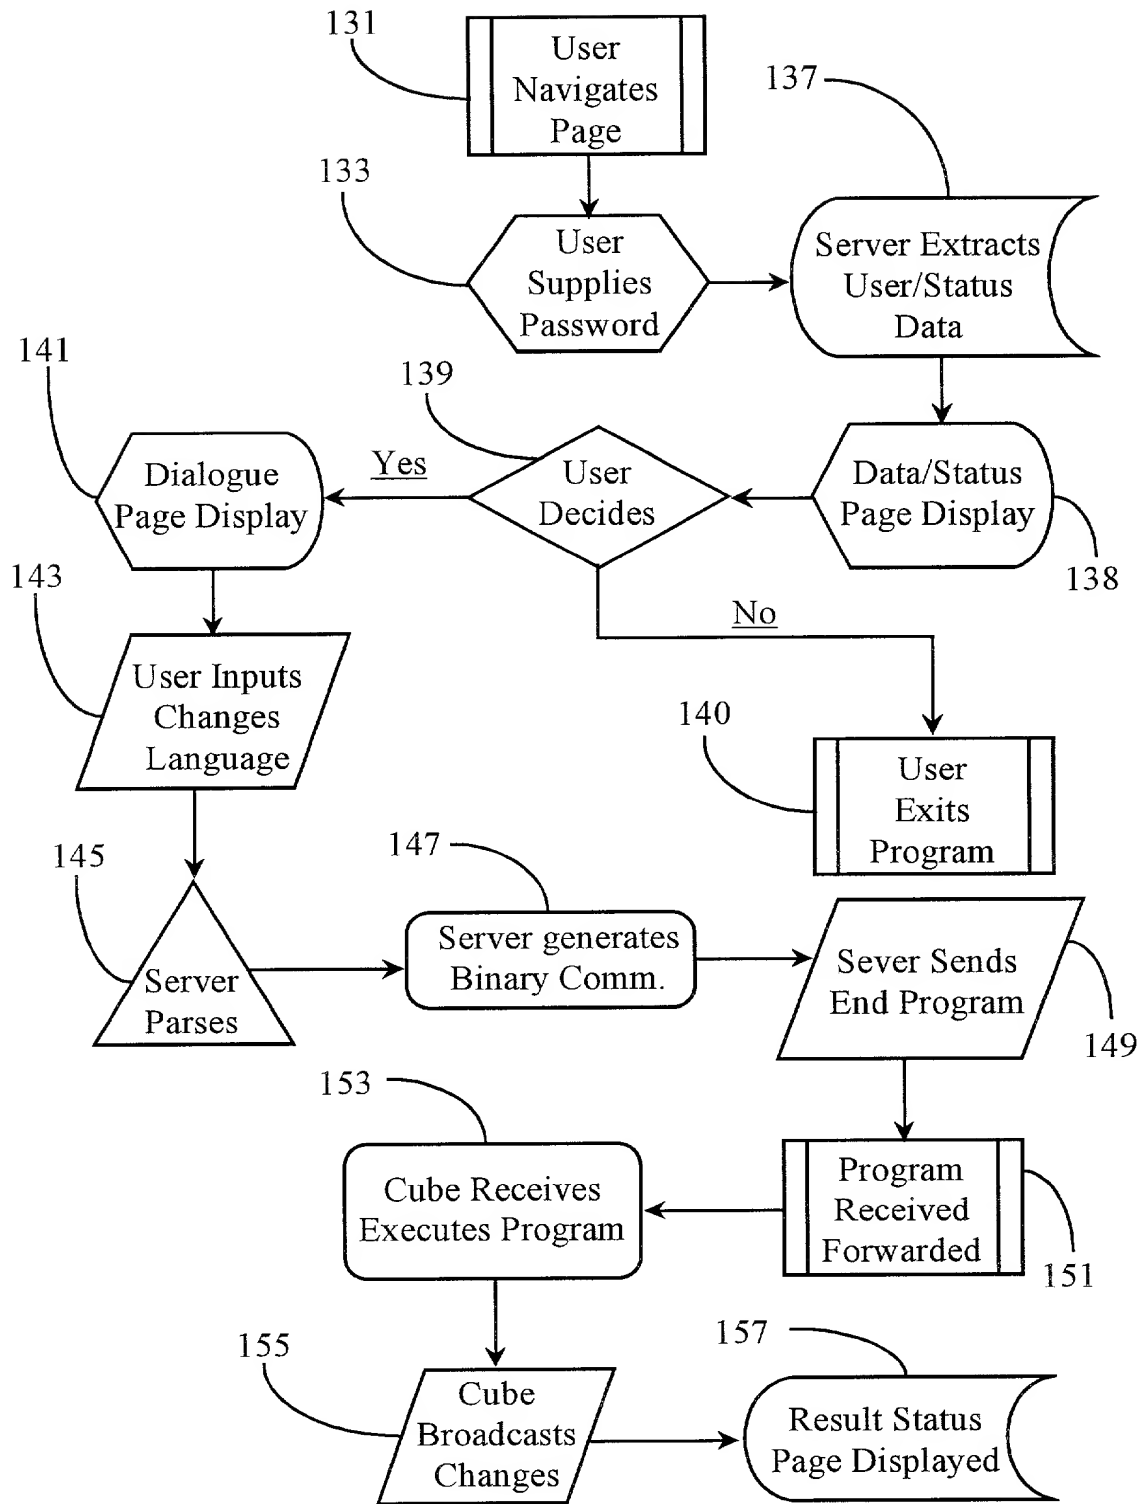 131
User
Navigates
Page
137
133
User
Supplies
Password
Server Extracts
User/Status
Data
141
139
Dialogue
Page Display
Yes
User
Decides
Data/Status
Page Display
138
143
No
User Inputs
Changes
Language
140
User
Exits
Program
145
147
Server
Parses
Server generates
Binary Comm.
Sever Sends
End Program
149
153
Cube Receives
Executes Program
Program
Received
Forwarded
151
155
157
Cube
Broadcasts
Changes
Result Status
Page Displayed